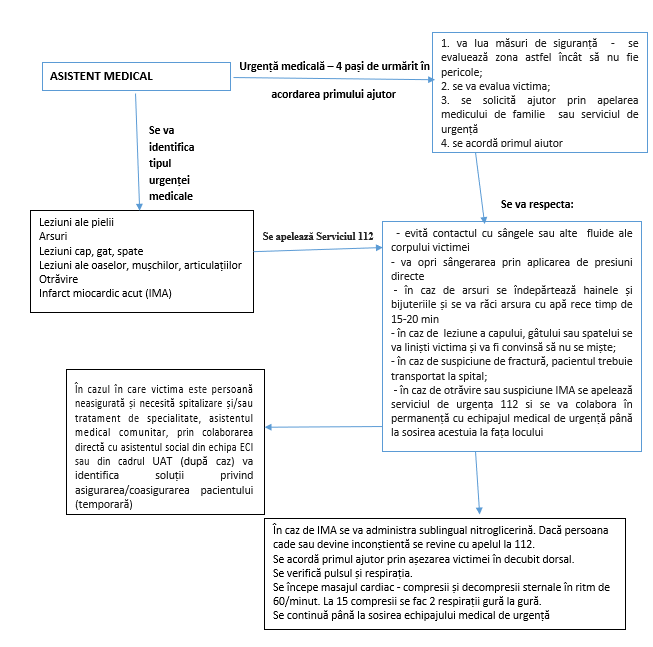 ASISTENT MEDICAL
Urgență medicală – 4 pași de urmărit în
acordarea primului ajutor
1. va lua măsuri de siguranță - se
evaluează zona astfel încât să nu fie
pericole;
2. se va evalua victima;
3. se solicită ajutor prin apelarea
medicului de familie sau serviciul de
urgență
4. se acordă primul ajutor
Se va
identifica
tipul
urgenței
medicale
Se va respecta:
Leziuni ale pielii
Arsuri
Leziuni cap, gat, spate
Leziuni ale oaselor, mușchilor, articulațiilor
Otrăvire
Infarct miocardic acut (IMA)
Se apelează Serviciul 112
- evită contactul cu sângele sau alte fluide ale
corpului victimei
- va opri sângerarea prin aplicarea de presiuni
directe
- în caz de arsuri se îndepărtează hainele și
bijuteriile și se va răci arsura cu apă rece timp de
15-20 min
- în caz de leziune a capului, gâtului sau spatelui se
va liniști victima și va fi convinsă să nu se miște;
- în caz de suspiciune de fractură, pacientul trebuie
transportat la spital;
- în caz de otrăvire sau suspiciune IMA se apelează
serviciul de urgența 112 si se va colabora în
permanență cu echipajul medical de urgență până
la sosirea acestuia la fața locului
În cazul în care victima este persoană
neasigurată și necesită spitalizare și/sau
tratament de specialitate, asistentul
medical comunitar, prin colaborarea
directă cu asistentul social din echipa ECI
sau din cadrul UAT (după caz) va
identifica soluții privind
asigurarea/coasigurarea pacientului
(temporară)
În caz de IMA se va administra sublingual nitroglicerină. Dacă persoana
cade sau devine inconștientă se revine cu apelul la 112.
Se acordă primul ajutor prin așezarea victimei în decubit dorsal.
Se verifică pulsul și respirația.
Se începe masajul cardiac - compresii și decompresii sternale în ritm de
60/minut. La 15 compresii se fac 2 respirații gură la gură.
Se continuă până la sosirea echipajului medical de urgență